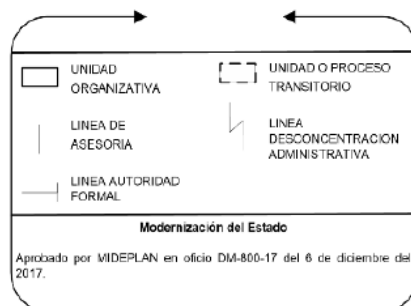 UNIDAD
ORGANIZATIVA
UNIDAD O PROCESO
TRANSITORIO
LINEA DE
ASESORIA
LINEA
DESCONCENTRACION
ADMINISTRATIVA
LINEA AUTORIDAD
FORMAL
Modernización del Estado
Aprobado por MIDEPLAN en oficio DM-800-17 del 6 de diciembre del
2017.